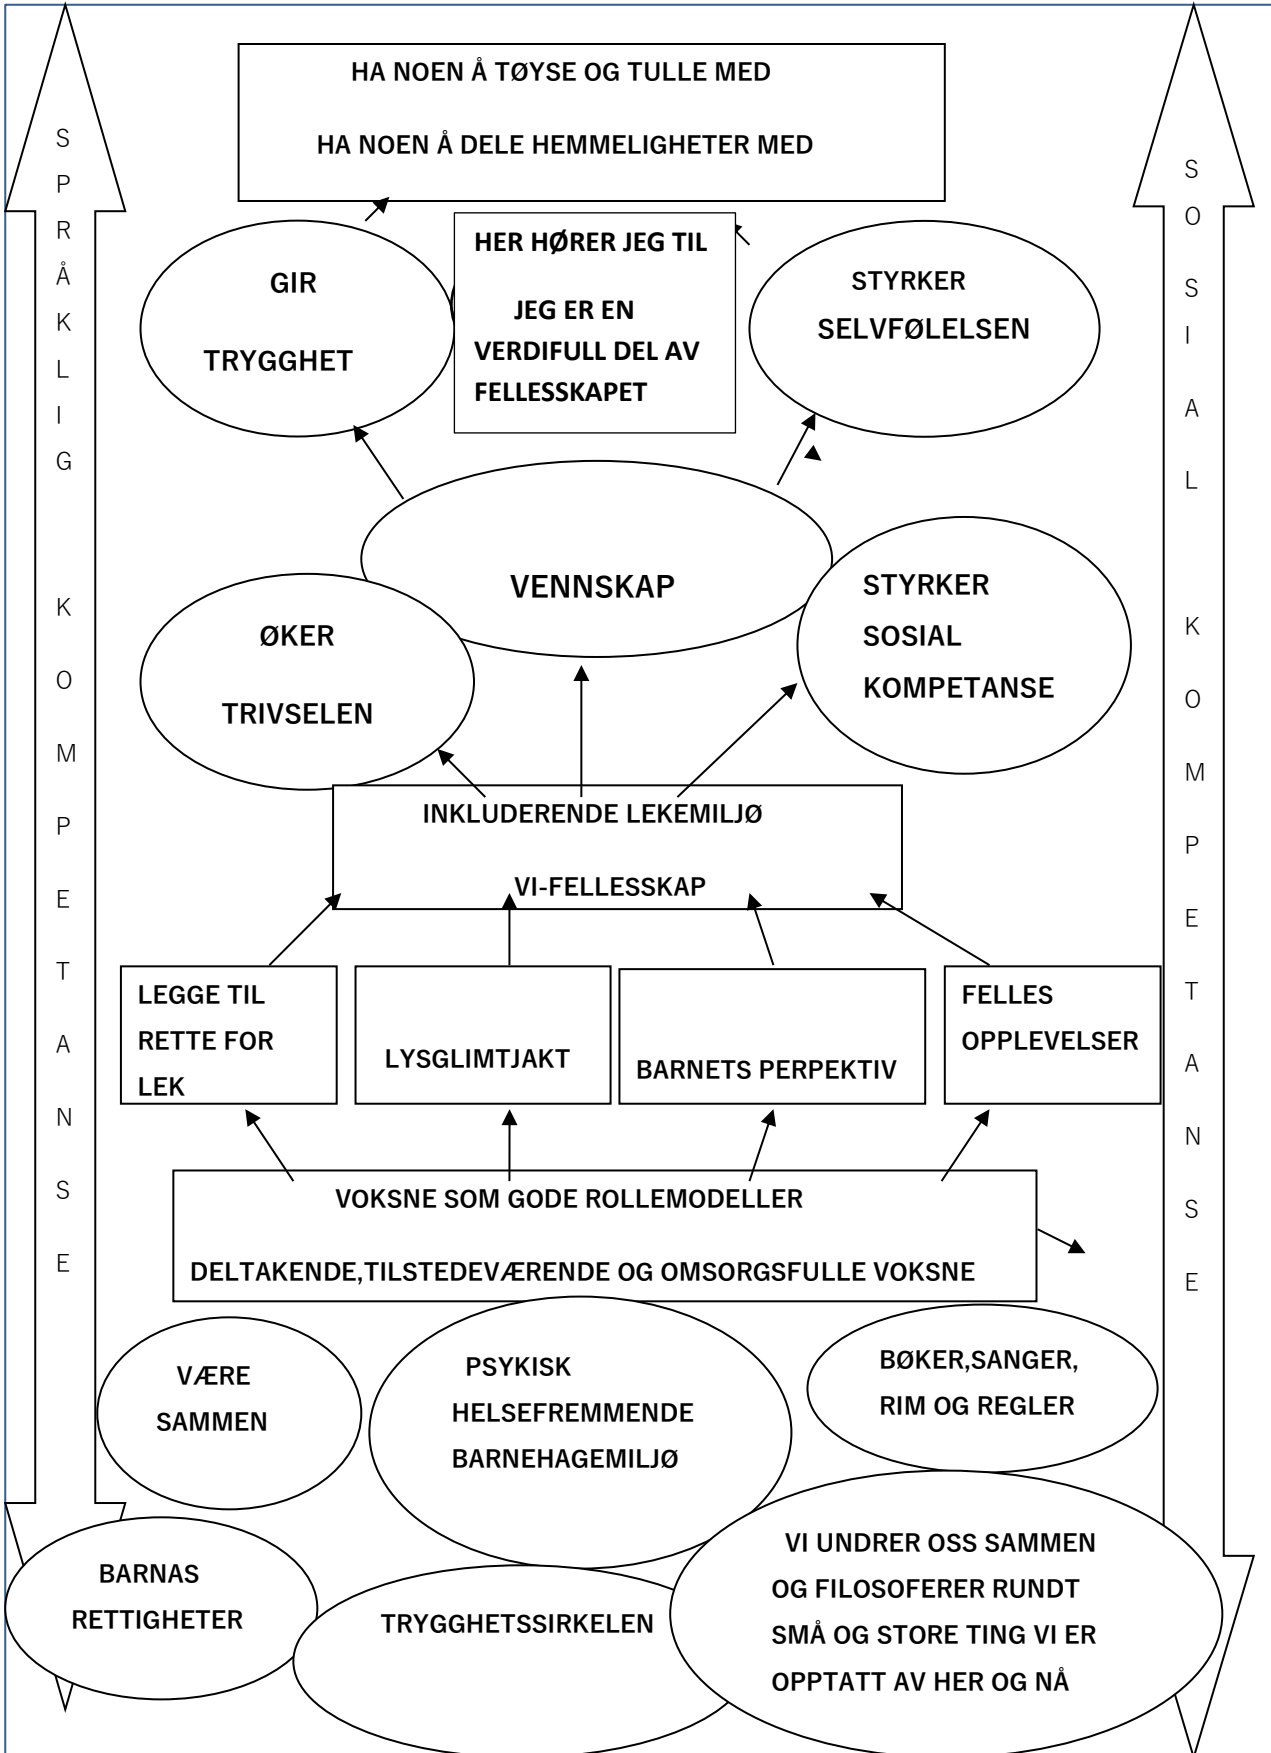 HA NOEN Å TØYSE OG TULLE MED
HA NOEN Å DELE HEMMELIGHETER MED
SPRÅKLIG KOMPETANSE
SOSIAL KOMPETANSE
GIR
TRYGGHET
HER HØRER JEG TIL
JEG ER EN
VERDIFULL DEL AV
FELLESSKAPET
STYRKER
SELVFØLELSEN
VENNSKAP
ØKER
TRIVSELEN
STYRKER
SOSIAL
KOMPETANSE
INKLUDERENDE LEKEMILJØ
VI-FELLESSKAP
LEGGE TIL
RETTE FOR
LEK
LYSGLIMTJAKT
BARNETS PERPEKTIV
FELLES
OPPLEVELSER
VOKSNE SOM GODE ROLLEMODELLER
DELTAKENDE,TILSTEDEVÆRENDE OG OMSORGSFULLE VOKSNE
VÆRE
SAMMEN
PSYKISK
HELSEFREMMENDE
BARNEHAGEMILJØ
BØKER,SANGER,
RIM OG REGLER
BARNAS
RETTIGHETER
TRYGGHETSSIRKELEN
VI UNDRER OSS SAMMEN
OG FILOSOFERER RUNDT
SMÅ OG STORE TING VI ER
OPPTATT AV HER OG NÅ